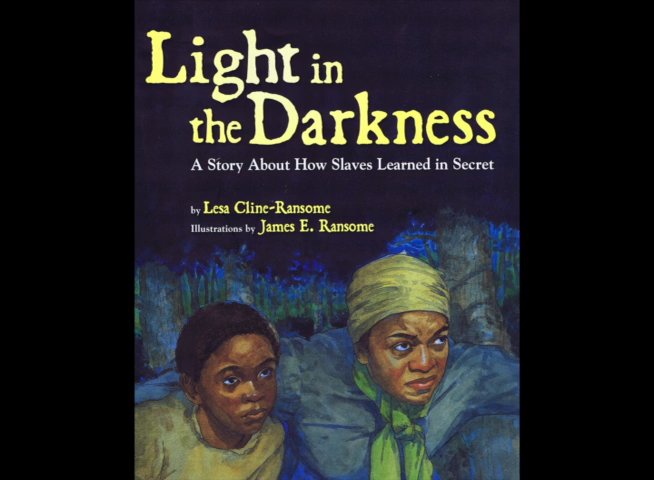 Light in
the Darkness
A Story About How Slaves Learned in Secret
by Lesa Cline-Ransome
Illustrations by James E. Ransome